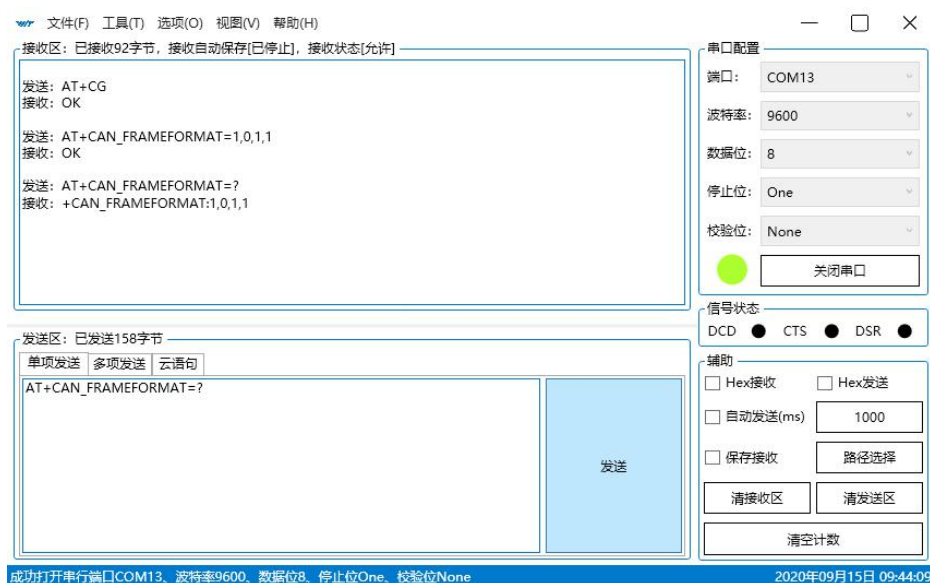 文件(F) 工具(T) 选项(O) 视图(V) 帮助(H)
接收区：已接收92字节，接收自动保存[已停止]，接收状态[允许]
发送：AT+CG
接收：OK
发送：AT+CAN_FRAMEFORMAT=1,0,1,1
接收：OK
发送：AT+CAN_FRAMEFORMAT=?
接收：+CAN_FRAMEFORMAT:1,0,1,1
发送区：已发送158字节
单项发送 多项发送 云语句
AT+CAN_FRAMEFORMAT=?
发送
串口配置
端口： COM13
波特率： 9600
数据位： 8
停止位： One
校验位： None
关闭串口
信号状态
DCD CTS DSR
辅助
Hex接收 Hex发送
自动发送(ms) 1000
保存接收 路径选择
清接收区 清发送区
清空计数
成功打开串行端口COM13、波特率9600、数据位8、停止位One、校验位None 2020年09月15日 09:44:09